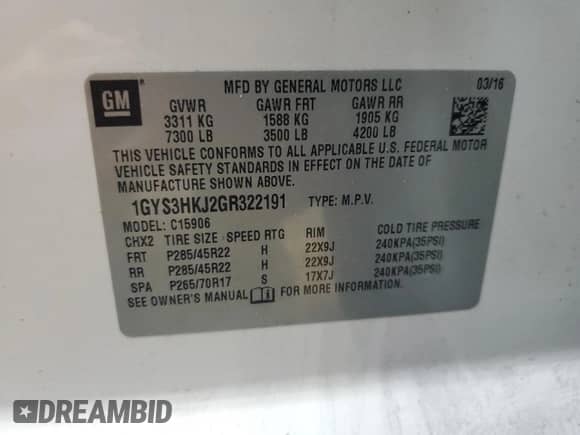 GM
MFD BY GENERAL MOTORS LLC 03/16
GVWR GAWR FRT GAWR RR
3311 KG 1588 KG 1905 KG
7300 LB 3500 LB 4200 LB
THIS VEHICLE CONFORMS TO ALL APPLICABLE U.S. FEDERAL MOTOR
VEHICLE SAFETY STANDARDS IN EFFECT ON THE DATE OF
MANUFACTURE SHOWN ABOVE.
1GYS3HKJ2GR322191 TYPE: M.P.V.
MODEL: C15906
CHX2 TIRE SIZE SPEED RTG RIM COLD TIRE PRESSURE
FRT P285/45R22 H 22X9J 240KPA(35PSI)
RR P285/45R22 H 22X9J 240KPA(35PSI)
SPA P265/70R17 S 17X7J 240KPA(35PSI)
SEE OWNER'S MANUAL FOR MORE INFORMATION.
DREAMBID